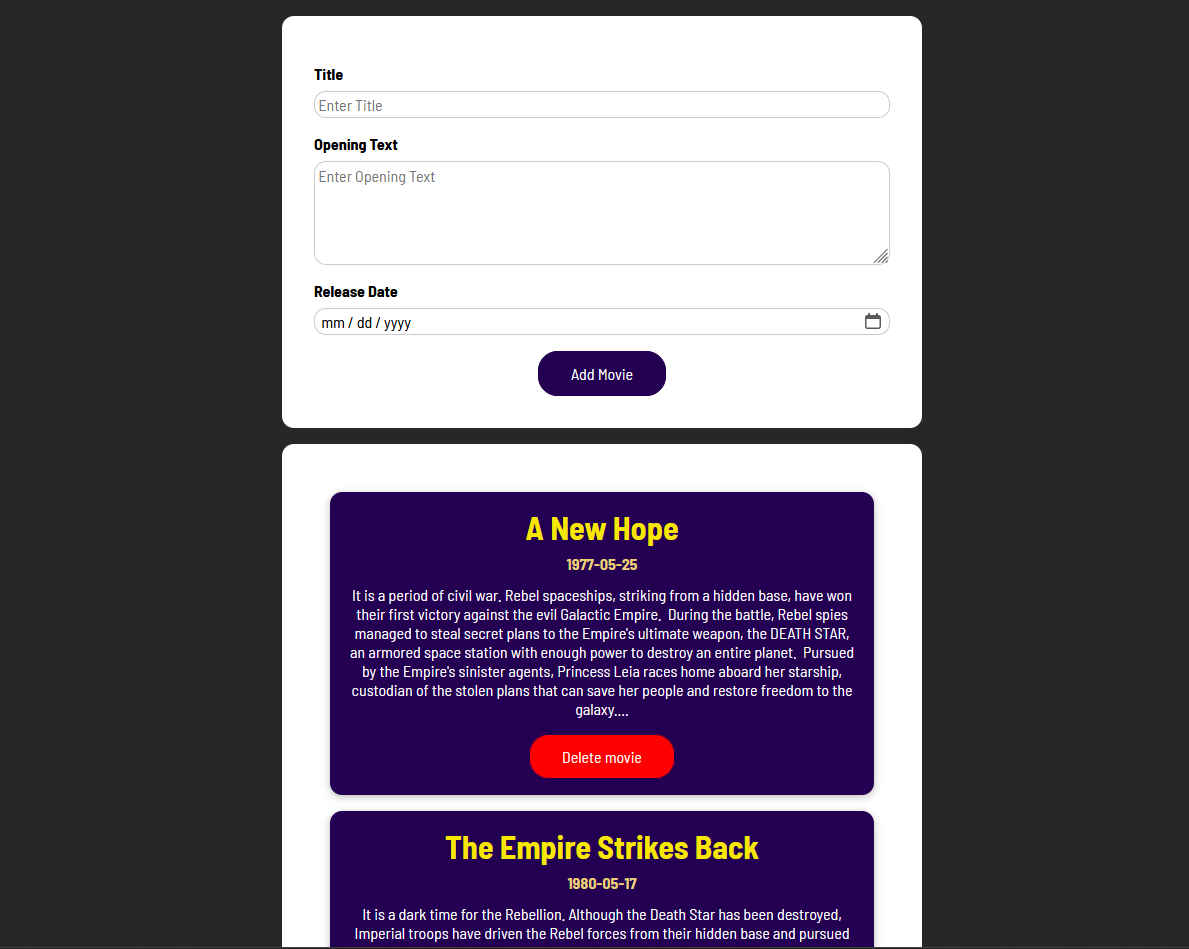 Title
Enter Title
Opening Text
Enter Opening Text
Release Date
mm / dd / yyyy
Add Movie
A New Hope
1977-05-25
It is a period of civil war. Rebel spaceships, striking from a hidden base, have won
their first victory against the evil Galactic Empire.  During the battle, Rebel spies
managed to steal secret plans to the Empire's ultimate weapon, the DEATH STAR,
an armored space station with enough power to destroy an entire planet.  Pursued
by the Empire's sinister agents, Princess Leia races home aboard her starship,
custodian of the stolen plans that can save her people and restore freedom to the
galaxy....
Delete movie
The Empire Strikes Back
1980-05-17
It is a dark time for the Rebellion. Although the Death Star has been destroyed,
Imperial troops have driven the Rebel forces from their hidden base and pursued